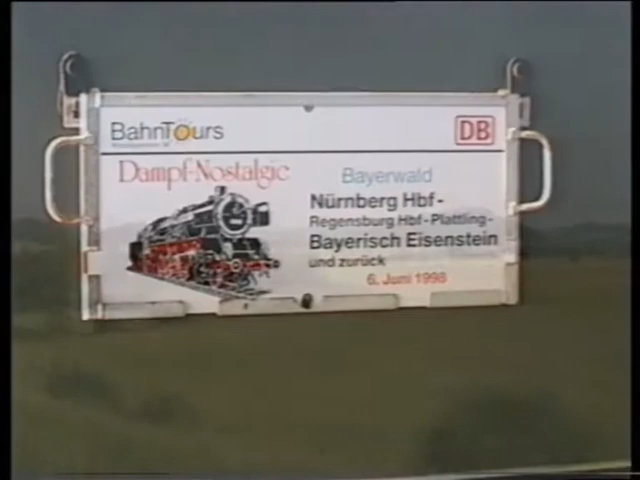 BahnTours
DB
Dampf-Nostalgie
Bayerwald
Nürnberg Hbf-
Regensburg Hbf-Plattling-
Bayerisch Eisenstein
und zurück
6. Juni 1998